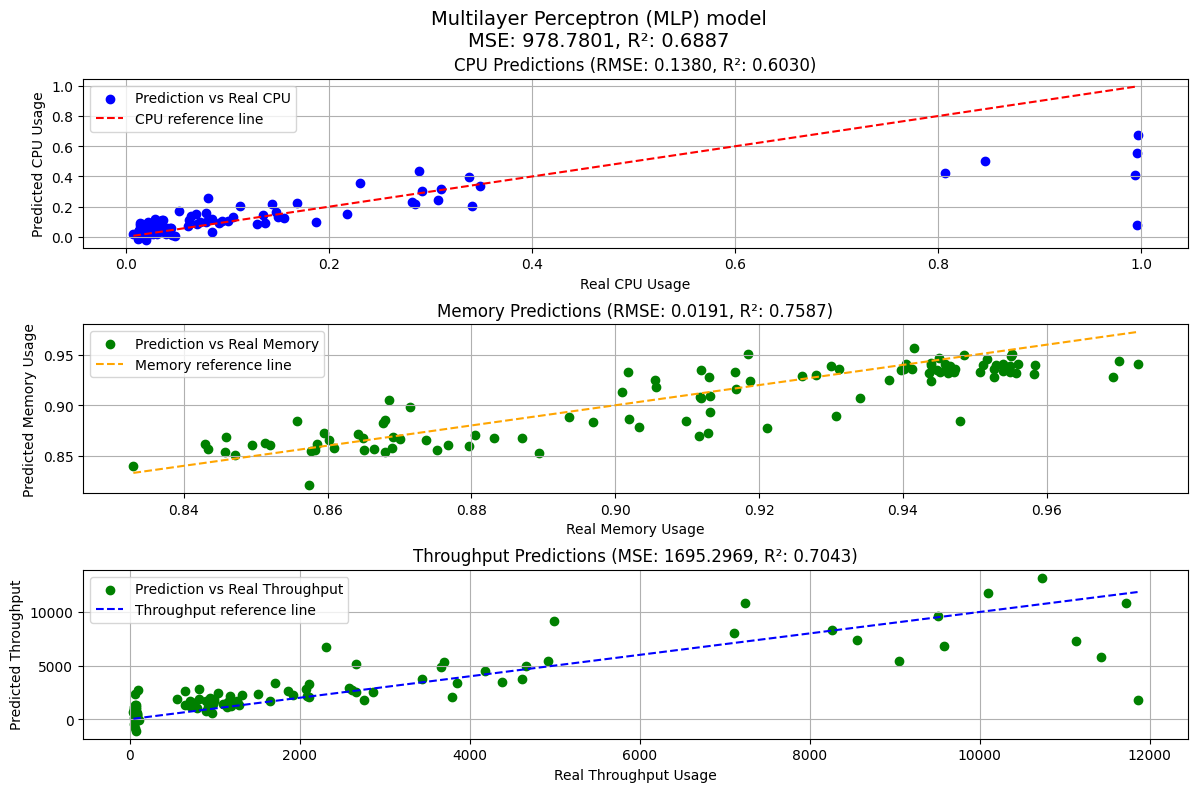 Multilayer Perceptron (MLP) model
MSE: 978.7801, R²: 0.6887
CPU Predictions (RMSE: 0.1380, R²: 0.6030)
Predicted CPU Usage
1.0
0.8
0.6
0.4
0.2
0.0
Prediction vs Real CPU
CPU reference line
0.0 0.2 0.4 0.6 0.8 1.0
Real CPU Usage
Memory Predictions (RMSE: 0.0191, R²: 0.7587)
Predicted Memory Usage
0.95
0.90
0.85
Prediction vs Real Memory
Memory reference line
0.84 0.86 0.88 0.90 0.92 0.94 0.96
Real Memory Usage
Throughput Predictions (MSE: 1695.2969, R²: 0.7043)
Predicted Throughput
10000
5000
0
Prediction vs Real Throughput
Throughput reference line
0 2000 4000 6000 8000 10000 12000
Real Throughput Usage